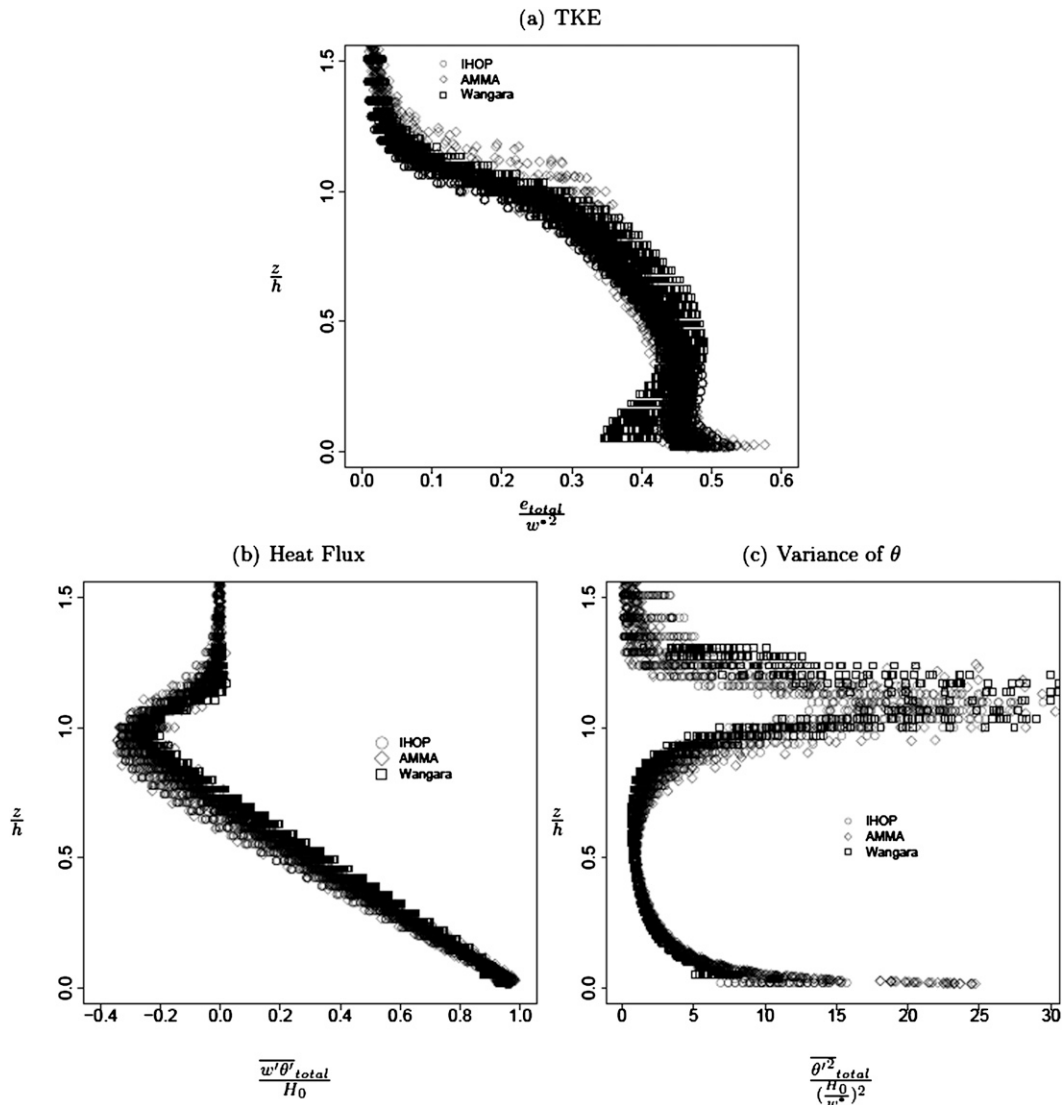 (a) TKE
1.5
1.0
0.5
0.0
z/h
IHOP
AMMA
Wangara
0.0 0.1 0.2 0.3 0.4 0.5 0.6
e_total/w*²
(b) Heat Flux
1.5
1.0
0.5
0.0
z/h
IHOP
AMMA
Wangara
−0.4 −0.2 0.0 0.2 0.4 0.6 0.8 1.0
w′θ′_total/H₀
(c) Variance of θ
1.5
1.0
0.5
0.0
z/h
IHOP
AMMA
Wangara
0 5 10 15 20 25 30
θ′²_total/(H₀/w*)²